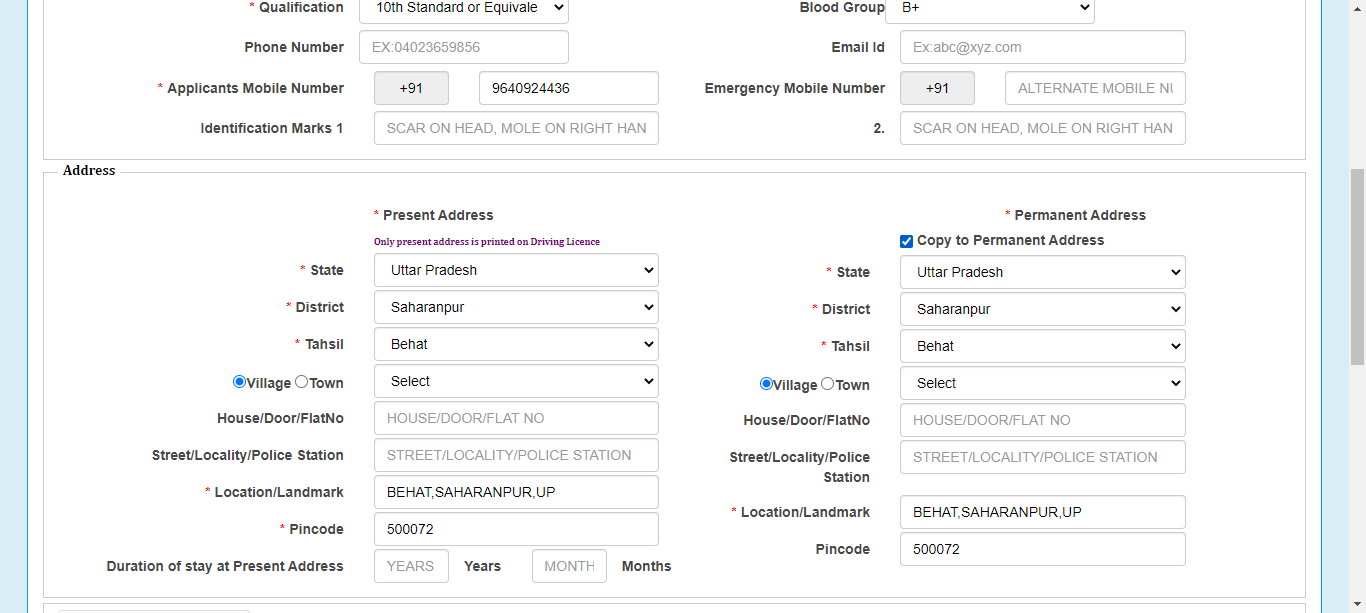 * Qualification 10th Standard or Equivale Blood Group B+
Phone Number EX:04023659856 Email Id Ex:abc@xyz.com
* Applicants Mobile Number +91 9640924436 Emergency Mobile Number +91 ALTERNATE MOBILE NU
Identification Marks 1 SCAR ON HEAD, MOLE ON RIGHT HAN 2. SCAR ON HEAD, MOLE ON RIGHT HAN
Address
* Present Address * Permanent Address
Only present address is printed on Driving Licence Copy to Permanent Address
* State Uttar Pradesh * State Uttar Pradesh
* District Saharanpur * District Saharanpur
* Tahsil Behat * Tahsil Behat
Village Town Select Village Town Select
House/Door/FlatNo HOUSE/DOOR/FLAT NO House/Door/FlatNo HOUSE/DOOR/FLAT NO
Street/Locality/Police Station STREET/LOCALITY/POLICE STATION Street/Locality/Police STREET/LOCALITY/POLICE STATION
Station
* Location/Landmark BEHAT,SAHARANPUR,UP * Location/Landmark BEHAT,SAHARANPUR,UP
* Pincode 500072 Pincode 500072
Duration of stay at Present Address YEARS Years MONTH Months